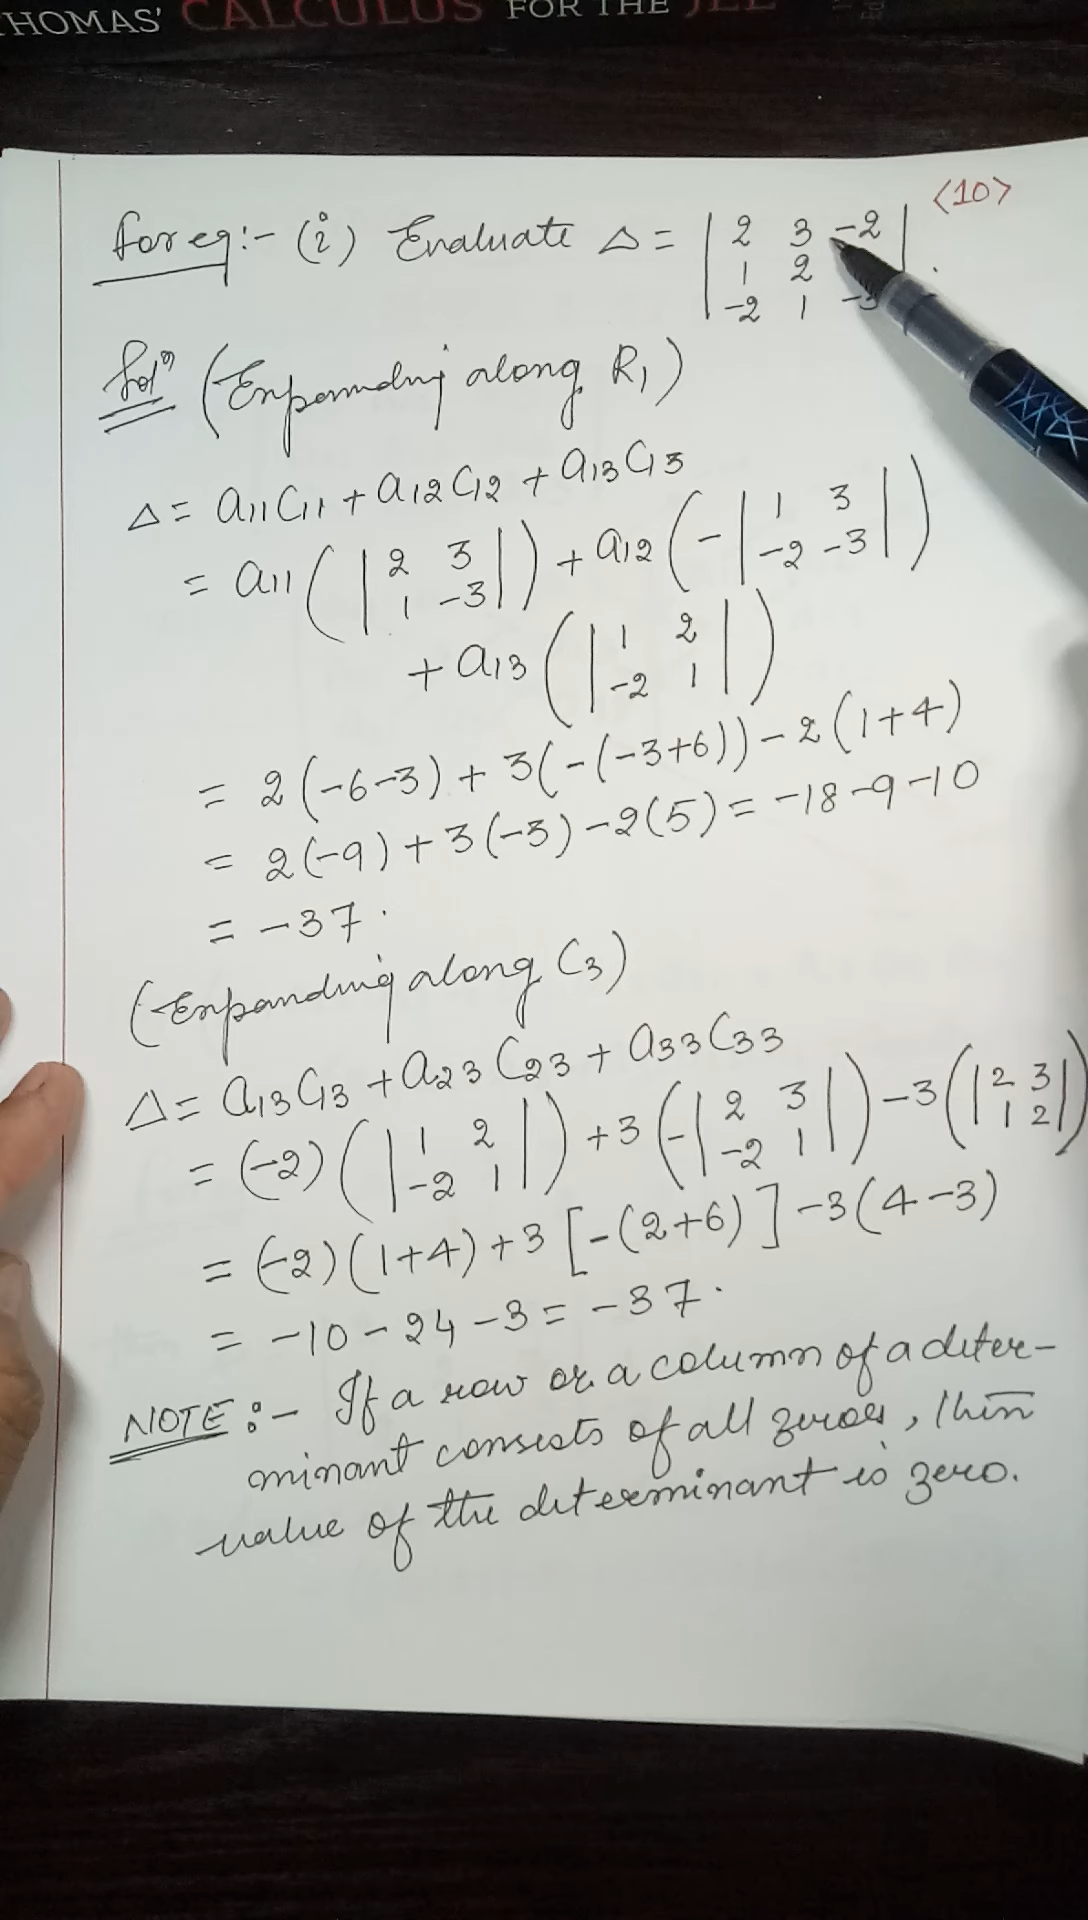 THOMAS' CALCULUS FOR THE JEE
<10>
For eg:- (i) Evaluate Δ = | 2 3 -2 |
| 1 2 |.
| -2 1 -3 |
Solⁿ (Expanding along R₁)
Δ = a₁₁C₁₁ + a₁₂C₁₂ + a₁₃C₁₃
= a₁₁ ( | 2 3 ; 1 -3 | ) + a₁₂ ( - | 1 3 ; -2 -3 | )
+ a₁₃ ( | 1 2 ; -2 1 | )
= 2(-6-3) + 3(-(-3+6)) - 2(1+4)
= 2(-9) + 3(-3) - 2(5) = -18-9-10
= -37.
(Expanding along C₃)
Δ = a₁₃C₁₃ + a₂₃C₂₃ + a₃₃C₃₃
= (-2) ( | 1 2 ; -2 1 | ) + 3 ( - | 2 3 ; -2 1 | ) - 3 ( | 2 3 ; 1 2 | )
= (-2)(1+4) + 3[-(2+6)] - 3(4-3)
= -10 - 24 - 3 = -37.
NOTE:- If a row or a column of a deter-
minant consists of all zeroes, then
value of the determinant is zero.